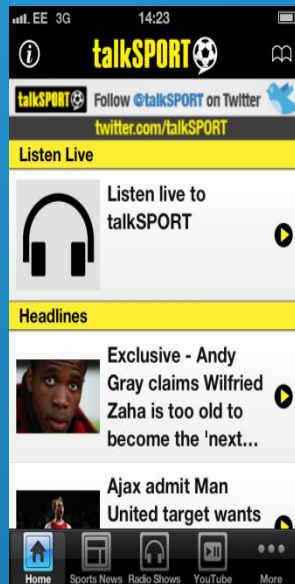 EE 3G 14:23
talkSPORT
talkSPORT Follow @talkSPORT on Twitter
twitter.com/talkSPORT
Listen Live
Listen live to
talkSPORT
Headlines
Exclusive - Andy
Gray claims Wilfried
Zaha is too old to
become the 'next...
Ajax admit Man
United target wants
Home Sports News Radio Shows YouTube More